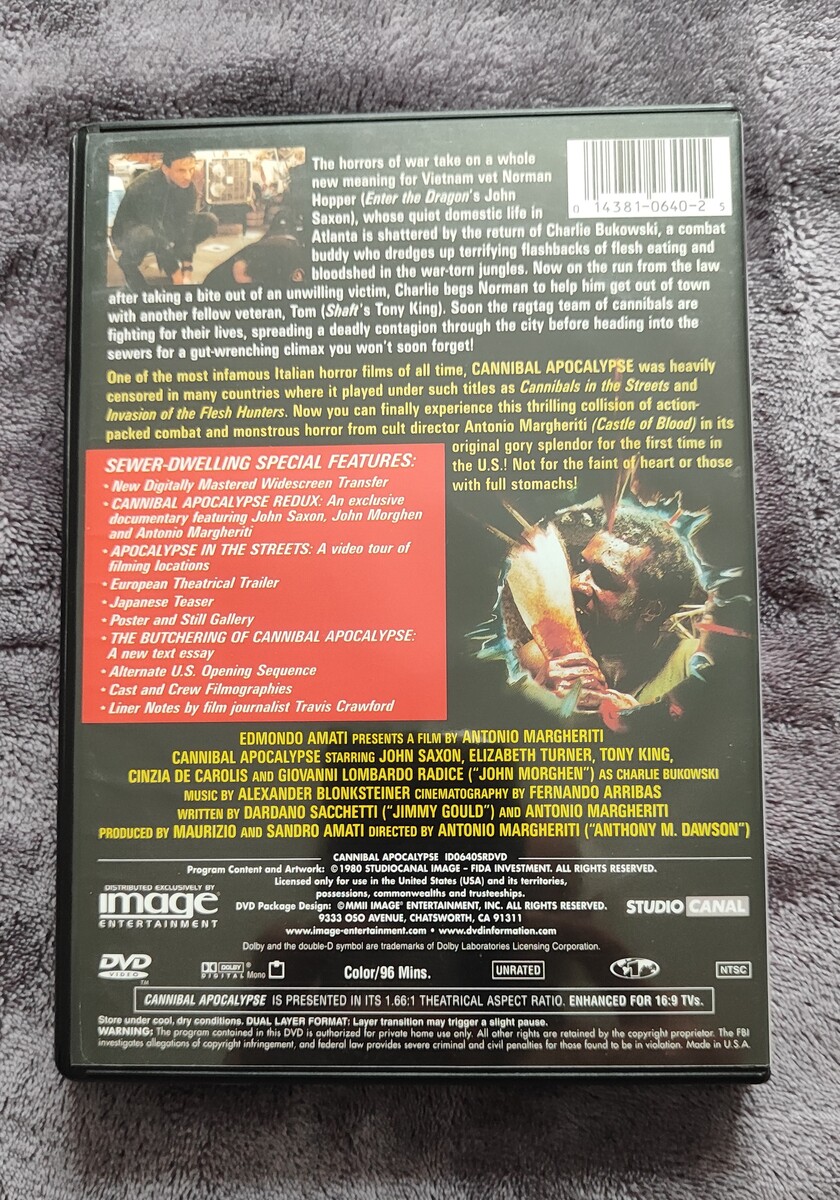 The horrors of war take on a whole
new meaning for Vietnam vet Norman
Hopper (Enter the Dragon's John
Saxon), whose quiet domestic life in
Atlanta is shattered by the return of Charlie Bukowski, a combat
buddy who dredges up terrifying flashbacks of flesh eating and
bloodshed in the war-torn jungles. Now on the run from the law
after taking a bite out of an unwilling victim, Charlie begs Norman to help him get out of town
with another fellow veteran, Tom (Shaft's Tony King). Soon the ragtag team of cannibals are
fighting for their lives, spreading a deadly contagion through the city before heading into the
sewers for a gut-wrenching climax you won't soon forget!
0 14381-0640-2 5
One of the most infamous Italian horror films of all time, CANNIBAL APOCALYPSE was heavily
censored in many countries where it played under such titles as Cannibals in the Streets and
Invasion of the Flesh Hunters. Now you can finally experience this thrilling collision of action-
packed combat and monstrous horror from cult director Antonio Margheriti (Castle of Blood) in its
original gory splendor for the first time in
the U.S.! Not for the faint of heart or those
with full stomachs!
SEWER-DWELLING SPECIAL FEATURES:
• New Digitally Mastered Widescreen Transfer
• CANNIBAL APOCALYPSE REDUX: An exclusive
documentary featuring John Saxon, John Morghen
and Antonio Margheriti
• APOCALYPSE IN THE STREETS: A video tour of
filming locations
• European Theatrical Trailer
• Japanese Teaser
• Poster and Still Gallery
• THE BUTCHERING OF CANNIBAL APOCALYPSE:
A new text essay
• Alternate U.S. Opening Sequence
• Cast and Crew Filmographies
• Liner Notes by film journalist Travis Crawford
EDMONDO AMATI PRESENTS A FILM BY ANTONIO MARGHERITI
CANNIBAL APOCALYPSE STARRING JOHN SAXON, ELIZABETH TURNER, TONY KING,
CINZIA DE CAROLIS AND GIOVANNI LOMBARDO RADICE ("JOHN MORGHEN") AS CHARLIE BUKOWSKI
MUSIC BY ALEXANDER BLONKSTEINER CINEMATOGRAPHY BY FERNANDO ARRIBAS
WRITTEN BY DARDANO SACCHETTI ("JIMMY GOULD") AND ANTONIO MARGHERITI
PRODUCED BY MAURIZIO AND SANDRO AMATI DIRECTED BY ANTONIO MARGHERITI ("ANTHONY M. DAWSON")
CANNIBAL APOCALYPSE ID0640SRDVD
Program Content and Artwork: ©1980 STUDIOCANAL IMAGE – FIDA INVESTMENT. ALL RIGHTS RESERVED.
Licensed only for use in the United States (USA) and its territories,
possessions, commonwealths and trusteeships.
DVD Package Design: ©MMII IMAGE® ENTERTAINMENT, INC. ALL RIGHTS RESERVED.
9333 OSO AVENUE, CHATSWORTH, CA 91311
www.image-entertainment.com • www.dvdinformation.com
DISTRIBUTED EXCLUSIVELY BY
image®
ENTERTAINMENT
STUDIO CANAL
Dolby and the double-D symbol are trademarks of Dolby Laboratories Licensing Corporation.
DVD VIDEO ™
DOLBY® DIGITAL Mono
Color/96 Mins.
UNRATED
1
NTSC
CANNIBAL APOCALYPSE IS PRESENTED IN ITS 1.66:1 THEATRICAL ASPECT RATIO. ENHANCED FOR 16:9 TVs.
Store under cool, dry conditions. DUAL LAYER FORMAT: Layer transition may trigger a slight pause.
WARNING: The program contained in this DVD is authorized for private home use only. All other rights are retained by the copyright proprietor. The FBI
investigates allegations of copyright infringement, and federal law provides severe criminal and civil penalties for those found to be in violation. Made in U.S.A.